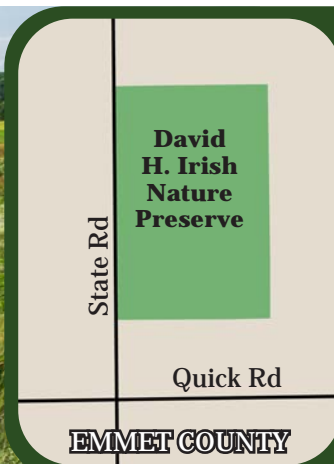 David
H. Irish
Nature
Preserve
State Rd
Quick Rd
EMMET COUNTY